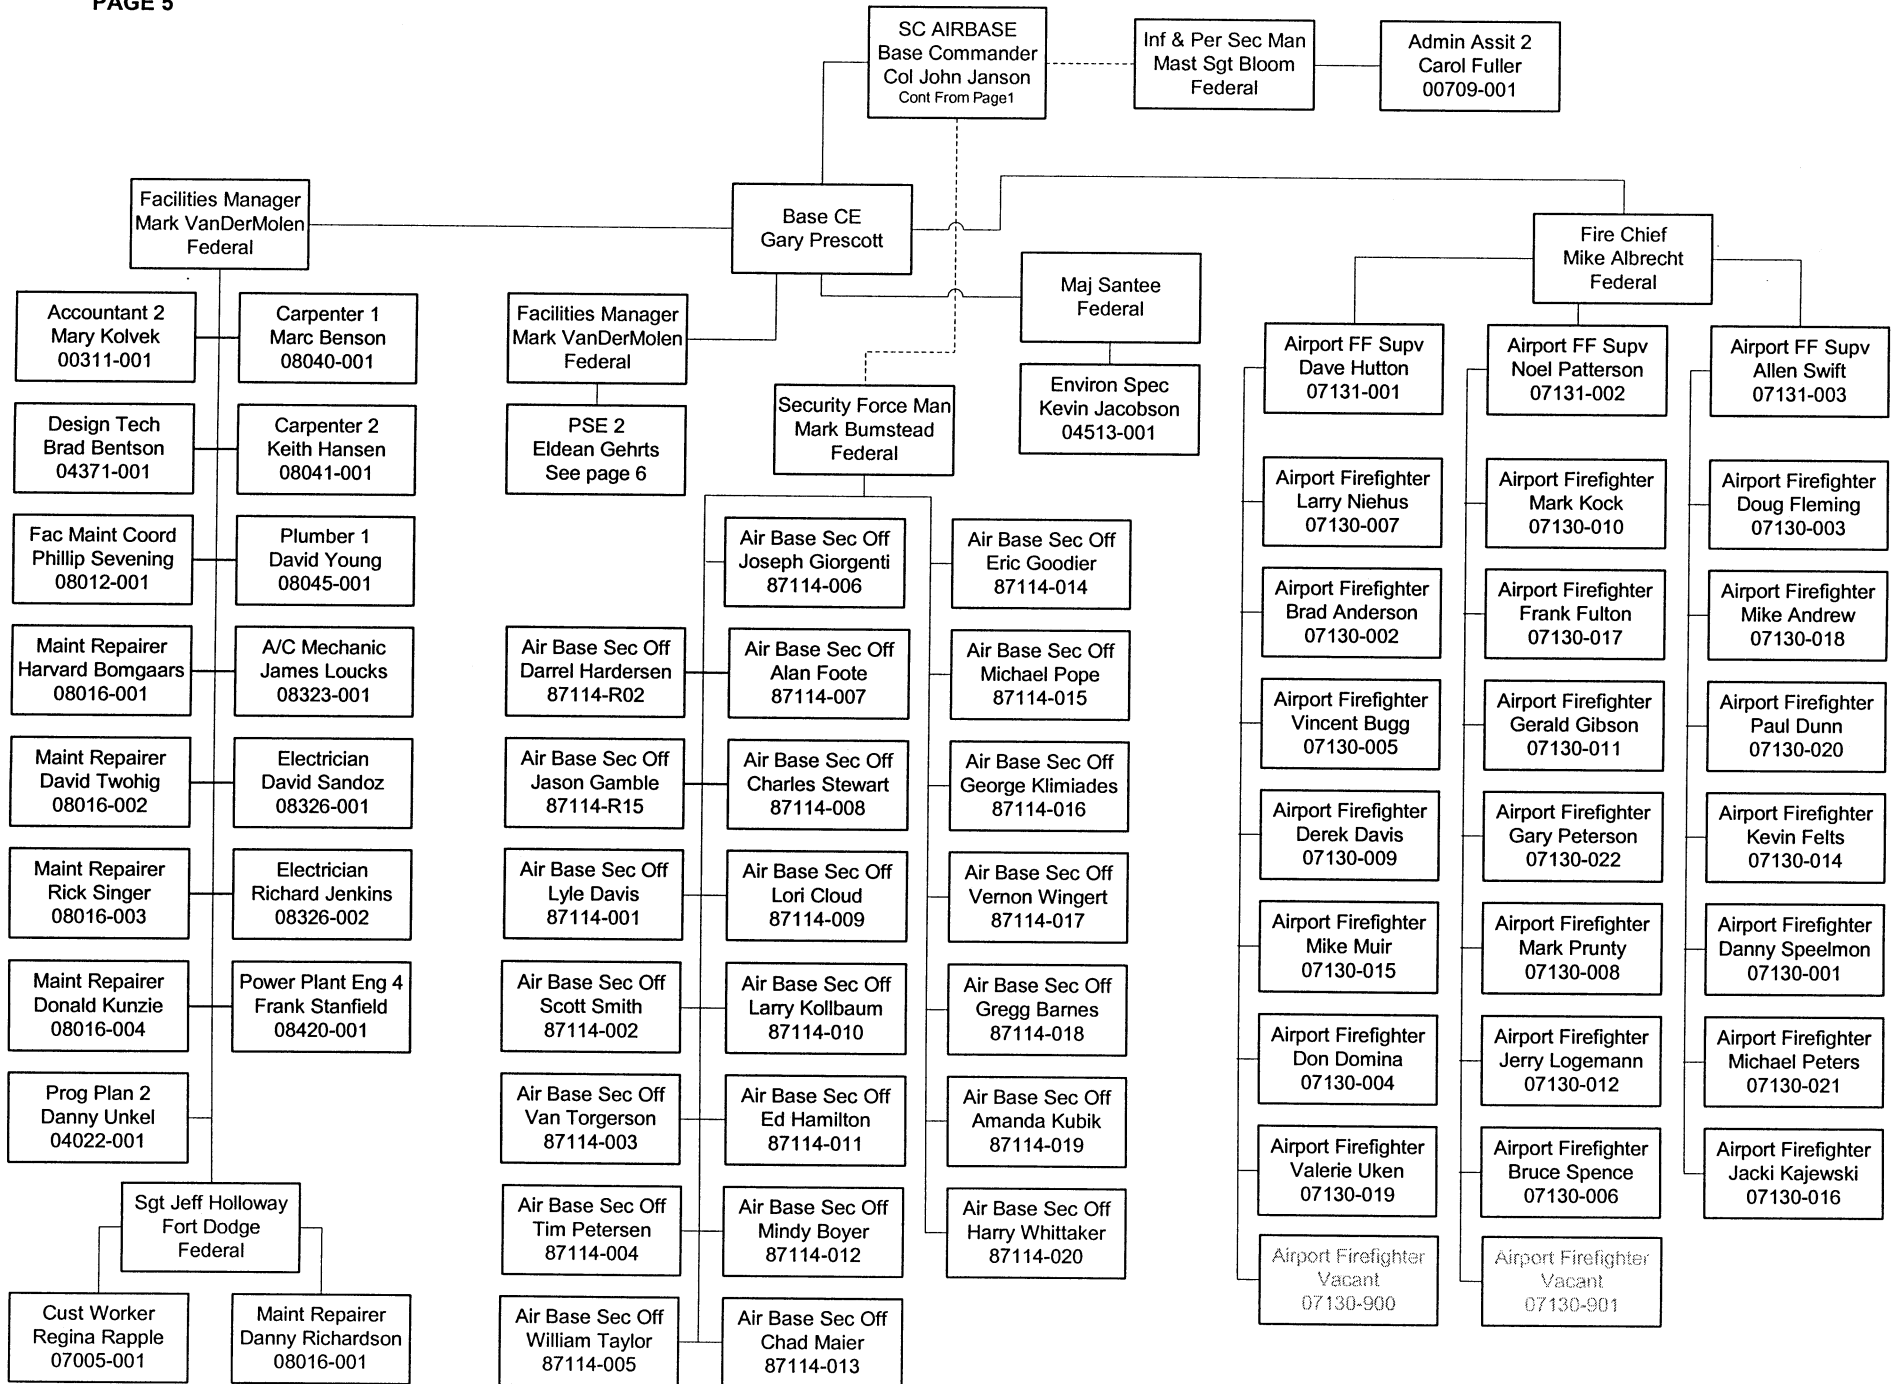 PAGE 5
SC AIRBASE
Base Commander
Col John Janson
Cont From Page1
Inf & Per Sec Man
Mast Sgt Bloom
Federal
Admin Assit 2
Carol Fuller
00709-001
Facilities Manager
Mark VanDerMolen
Federal
Base CE
Gary Prescott
Fire Chief
Mike Albrecht
Federal
Maj Santee
Federal
Environ Spec
Kevin Jacobson
04513-001
Accountant 2
Mary Kolvek
00311-001
Carpenter 1
Marc Benson
08040-001
Design Tech
Brad Bentson
04371-001
Carpenter 2
Keith Hansen
08041-001
Fac Maint Coord
Phillip Sevening
08012-001
Plumber 1
David Young
08045-001
Maint Repairer
Harvard Bomgaars
08016-001
A/C Mechanic
James Loucks
08323-001
Maint Repairer
David Twohig
08016-002
Electrician
David Sandoz
08326-001
Maint Repairer
Rick Singer
08016-003
Electrician
Richard Jenkins
08326-002
Maint Repairer
Donald Kunzie
08016-004
Power Plant Eng 4
Frank Stanfield
08420-001
Prog Plan 2
Danny Unkel
04022-001
Sgt Jeff Holloway
Fort Dodge
Federal
Cust Worker
Regina Rapple
07005-001
Maint Repairer
Danny Richardson
08016-001
Facilities Manager
Mark VanDerMolen
Federal
PSE 2
Eldean Gehrts
See page 6
Security Force Man
Mark Bumstead
Federal
Air Base Sec Off
Darrel Hardersen
87114-R02
Air Base Sec Off
Jason Gamble
87114-R15
Air Base Sec Off
Lyle Davis
87114-001
Air Base Sec Off
Scott Smith
87114-002
Air Base Sec Off
Van Torgerson
87114-003
Air Base Sec Off
Tim Petersen
87114-004
Air Base Sec Off
William Taylor
87114-005
Air Base Sec Off
Joseph Giorgenti
87114-006
Air Base Sec Off
Alan Foote
87114-007
Air Base Sec Off
Charles Stewart
87114-008
Air Base Sec Off
Lori Cloud
87114-009
Air Base Sec Off
Larry Kollbaum
87114-010
Air Base Sec Off
Ed Hamilton
87114-011
Air Base Sec Off
Mindy Boyer
87114-012
Air Base Sec Off
Chad Maier
87114-013
Air Base Sec Off
Eric Goodier
87114-014
Air Base Sec Off
Michael Pope
87114-015
Air Base Sec Off
George Klimiades
87114-016
Air Base Sec Off
Vernon Wingert
87114-017
Air Base Sec Off
Gregg Barnes
87114-018
Air Base Sec Off
Amanda Kubik
87114-019
Air Base Sec Off
Harry Whittaker
87114-020
Airport FF Supv
Dave Hutton
07131-001
Airport Firefighter
Larry Niehus
07130-007
Airport Firefighter
Brad Anderson
07130-002
Airport Firefighter
Vincent Bugg
07130-005
Airport Firefighter
Derek Davis
07130-009
Airport Firefighter
Mike Muir
07130-015
Airport Firefighter
Don Domina
07130-004
Airport Firefighter
Valerie Uken
07130-019
Airport Firefighter
Vacant
07130-900
Airport FF Supv
Noel Patterson
07131-002
Airport Firefighter
Mark Kock
07130-010
Airport Firefighter
Frank Fulton
07130-017
Airport Firefighter
Gerald Gibson
07130-011
Airport Firefighter
Gary Peterson
07130-022
Airport Firefighter
Mark Prunty
07130-008
Airport Firefighter
Jerry Logemann
07130-012
Airport Firefighter
Bruce Spence
07130-006
Airport Firefighter
Vacant
07130-901
Airport FF Supv
Allen Swift
07131-003
Airport Firefighter
Doug Fleming
07130-003
Airport Firefighter
Mike Andrew
07130-018
Airport Firefighter
Paul Dunn
07130-020
Airport Firefighter
Kevin Felts
07130-014
Airport Firefighter
Danny Speelmon
07130-001
Airport Firefighter
Michael Peters
07130-021
Airport Firefighter
Jacki Kajewski
07130-016